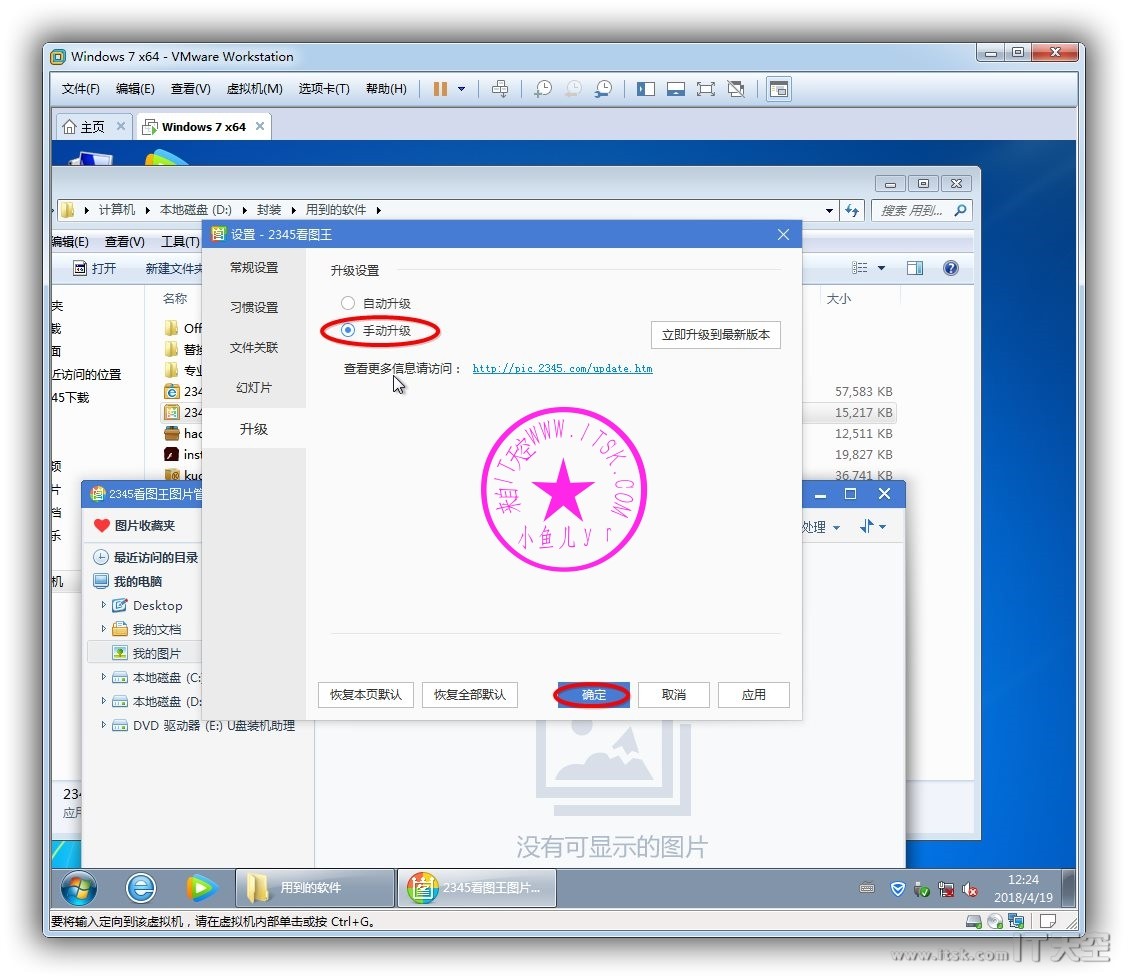 Windows 7 x64 - VMware Workstation
文件(F) 编辑(E) 查看(V) 虚拟机(M) 选项卡(T) 帮助(H)
主页 Windows 7 x64
计算机 本地磁盘 (D:) 封装 用到的软件 搜索 用到...
编辑(E) 查看(V) 工具(T)
设置 - 2345看图王
打开 新建文件夹
常规设置
习惯设置
文件关联
幻灯片
升级
升级设置
自动升级
手动升级
立即升级到最新版本
查看更多信息请访问： http://pic.2345.com/update.htm
来自IT天空WWW.ITSK.COM
小鱼儿yr
恢复本页默认 恢复全部默认 确定 取消 应用
名称 大小
Off
替换
专业
234 57,583 KB
234 15,217 KB
hao 12,511 KB
inst 19,827 KB
kug 36,741 KB
近访问的位置
45下载
2345看图王图片管
图片收藏夹 处理
最近访问的目录
我的电脑
Desktop
我的文档
我的图片
本地磁盘 (C:
本地磁盘 (D:
DVD 驱动器 (E:) U盘装机助理
没有可显示的图片
234
应用
用到的软件 2345看图王图片...
12:24
2018/4/19
要将输入定向到该虚拟机，请在虚拟机内部单击或按 Ctrl+G。
www.itsk.com IT天空